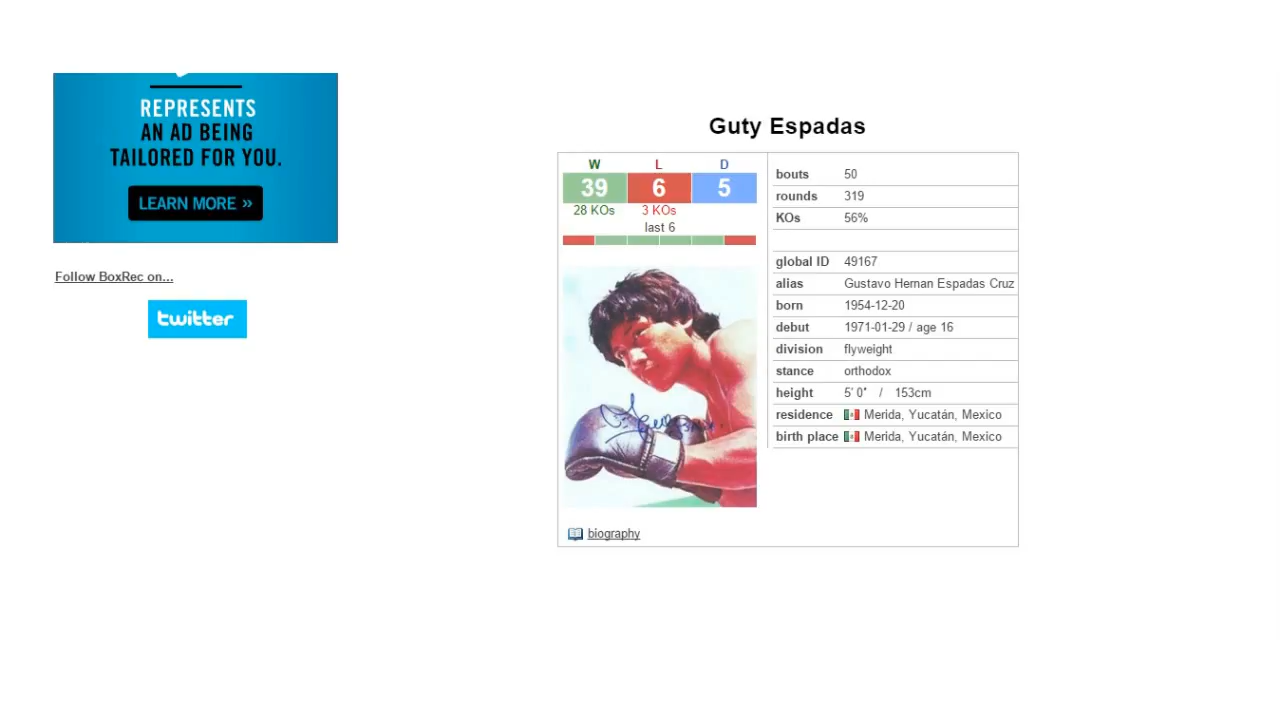 REPRESENTS
AN AD BEING
TAILORED FOR YOU.
LEARN MORE »
Follow BoxRec on...
twitter
Guty Espadas
W L D
39 6 5
28 KOs 3 KOs
last 6
biography
bouts 50
rounds 319
KOs 56%
global ID 49167
alias Gustavo Hernan Espadas Cruz
born 1954-12-20
debut 1971-01-29 / age 16
division flyweight
stance orthodox
height 5′ 0″ / 153cm
residence Merida, Yucatán, Mexico
birth place Merida, Yucatán, Mexico